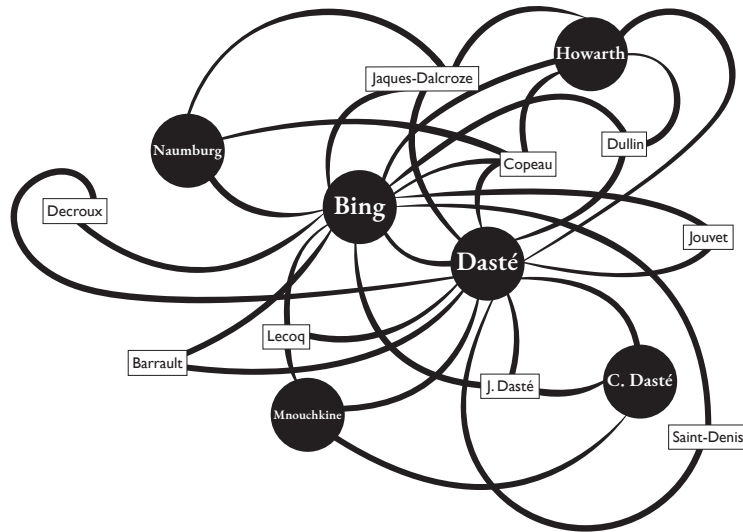 Howarth
Jaques-Dalcroze
Naumburg
Dullin
Copeau
Bing
Decroux
Jouvet
Dasté
Lecoq
Barrault
J. Dasté
C. Dasté
Mnouchkine
Saint-Denis